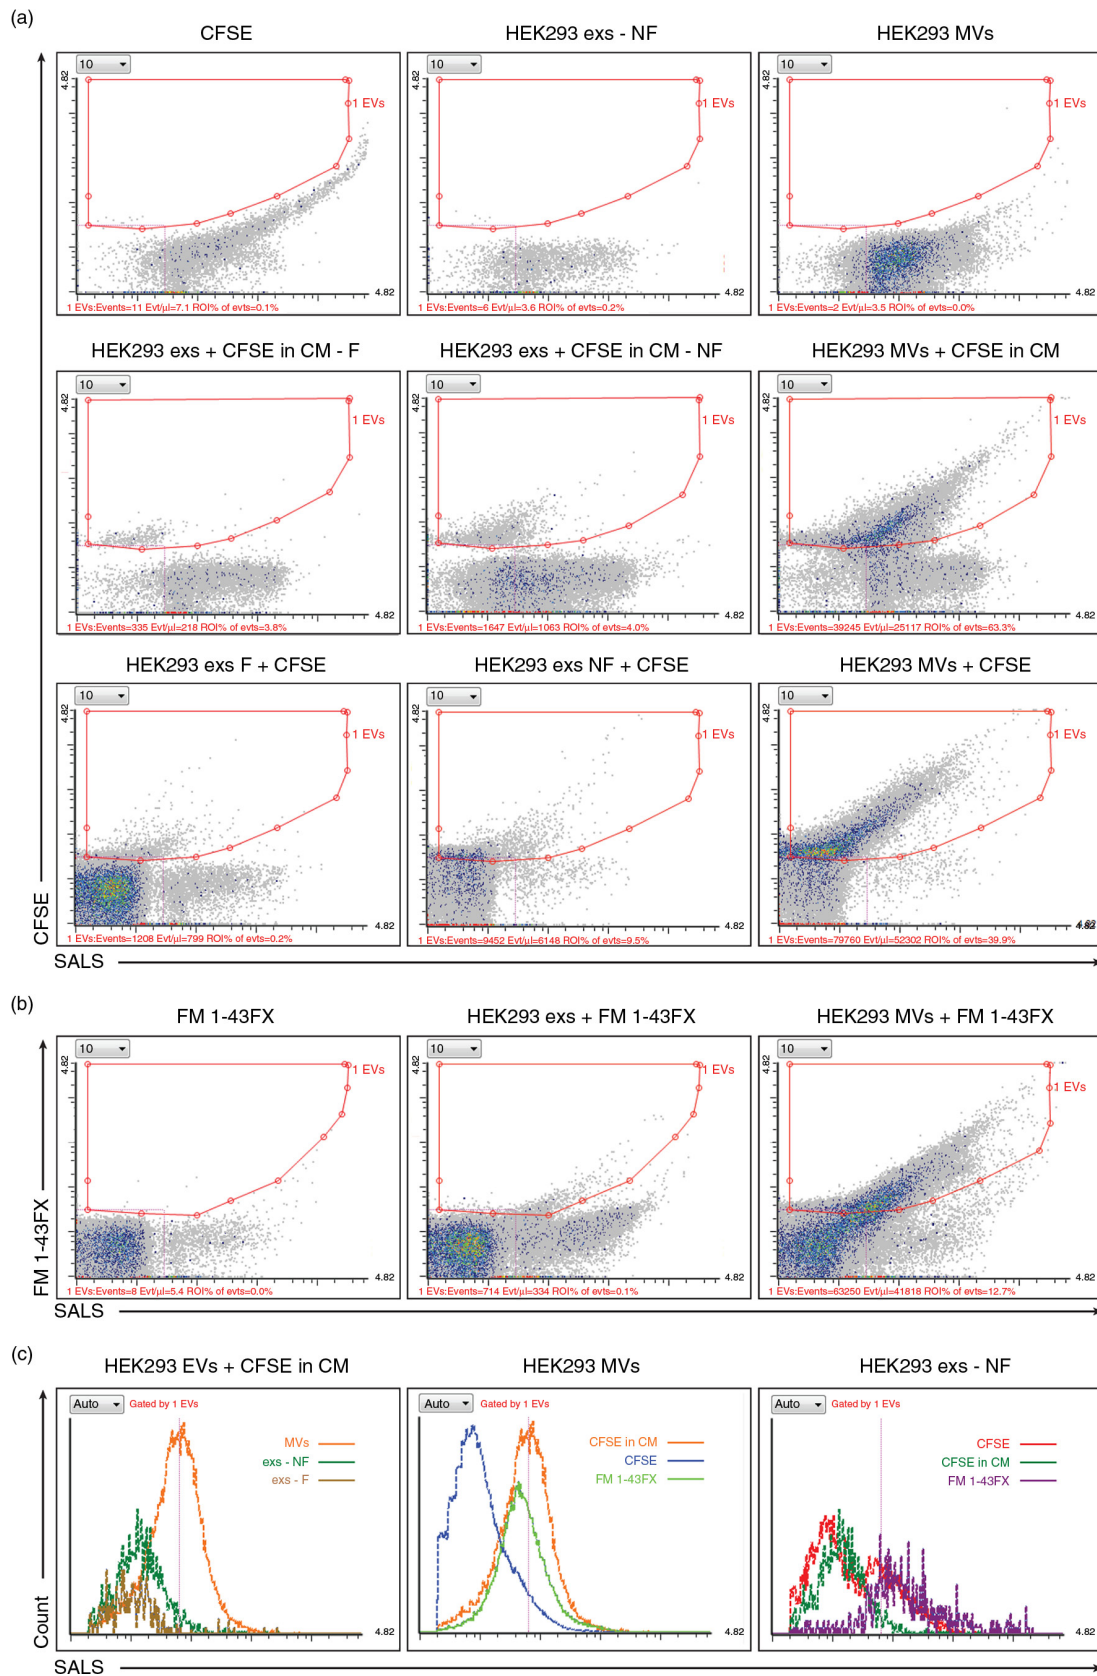 (a)
CFSE
HEK293 exs - NF
HEK293 MVs
10
4.82
1 EVs
4.82
1 EVs:Events=11 Evt/µl=7.1 ROI% of evts=0.1%
10
4.82
1 EVs
4.82
1 EVs:Events=6 Evt/µl=3.6 ROI% of evts=0.2%
10
4.82
1 EVs
4.82
1 EVs:Events=2 Evt/µl=3.5 ROI% of evts=0.0%
HEK293 exs + CFSE in CM - F
HEK293 exs + CFSE in CM - NF
HEK293 MVs + CFSE in CM
10
4.82
1 EVs
4.82
1 EVs:Events=335 Evt/µl=218 ROI% of evts=3.8%
10
4.82
1 EVs
4.82
1 EVs:Events=1647 Evt/µl=1063 ROI% of evts=4.0%
10
4.82
1 EVs
4.82
1 EVs:Events=39245 Evt/µl=25117 ROI% of evts=63.3%
HEK293 exs F + CFSE
HEK293 exs NF + CFSE
HEK293 MVs + CFSE
10
4.82
1 EVs
4.82
1 EVs:Events=1208 Evt/µl=799 ROI% of evts=0.2%
10
4.82
1 EVs
4.82
1 EVs:Events=9452 Evt/µl=6148 ROI% of evts=9.5%
10
4.82
1 EVs
4.82
1 EVs:Events=79760 Evt/µl=52302 ROI% of evts=39.9%
CFSE
SALS
(b)
FM 1-43FX
HEK293 exs + FM 1-43FX
HEK293 MVs + FM 1-43FX
10
4.82
1 EVs
4.82
1 EVs:Events=8 Evt/µl=5.4 ROI% of evts=0.0%
10
4.82
1 EVs
4.82
1 EVs:Events=714 Evt/µl=334 ROI% of evts=0.1%
10
4.82
1 EVs
4.82
1 EVs:Events=63250 Evt/µl=41818 ROI% of evts=12.7%
FM 1-43FX
SALS
(c)
HEK293 EVs + CFSE in CM
HEK293 MVs
HEK293 exs - NF
Auto
Gated by 1 EVs
MVs
exs - NF
exs - F
4.82
Auto
Gated by 1 EVs
CFSE in CM
CFSE
FM 1-43FX
4.82
Auto
Gated by 1 EVs
CFSE
CFSE in CM
FM 1-43FX
4.82
Count
SALS